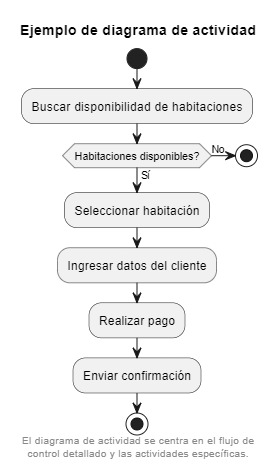 Ejemplo de diagrama de actividad
Buscar disponibilidad de habitaciones
Habitaciones disponibles?
No
Sí
Seleccionar habitación
Ingresar datos del cliente
Realizar pago
Enviar confirmación
El diagrama de actividad se centra en el flujo de
control detallado y las actividades específicas.